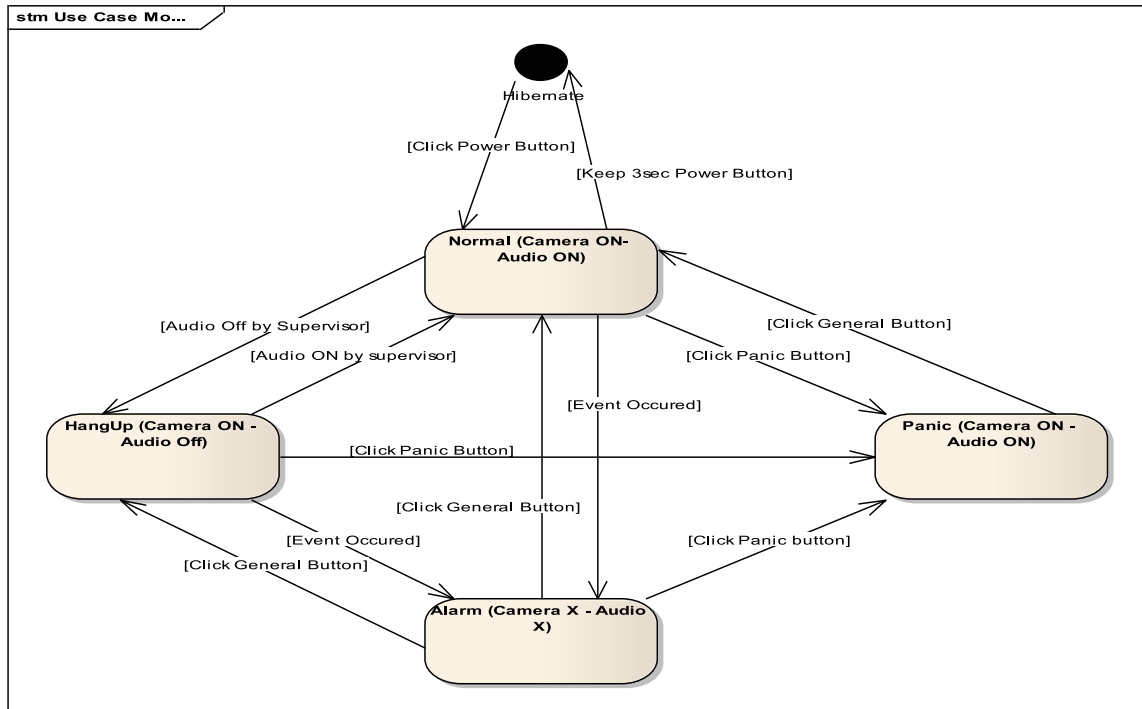 stm Use Case Mo...
Hibernate
[Click Power Button]
[Keep 3sec Power Button]
Normal (Camera ON-
Audio ON)
[Audio Off by Supervisor]
[Click General Button]
[Audio ON by supervisor]
[Click Panic Button]
[Event Occured]
HangUp (Camera ON -
Audio Off)
Panic (Camera ON -
Audio ON)
[Click Panic Button]
[Click General Button]
[Event Occured]
[Click Panic button]
[Click General Button]
Alarm (Camera X - Audio
X)